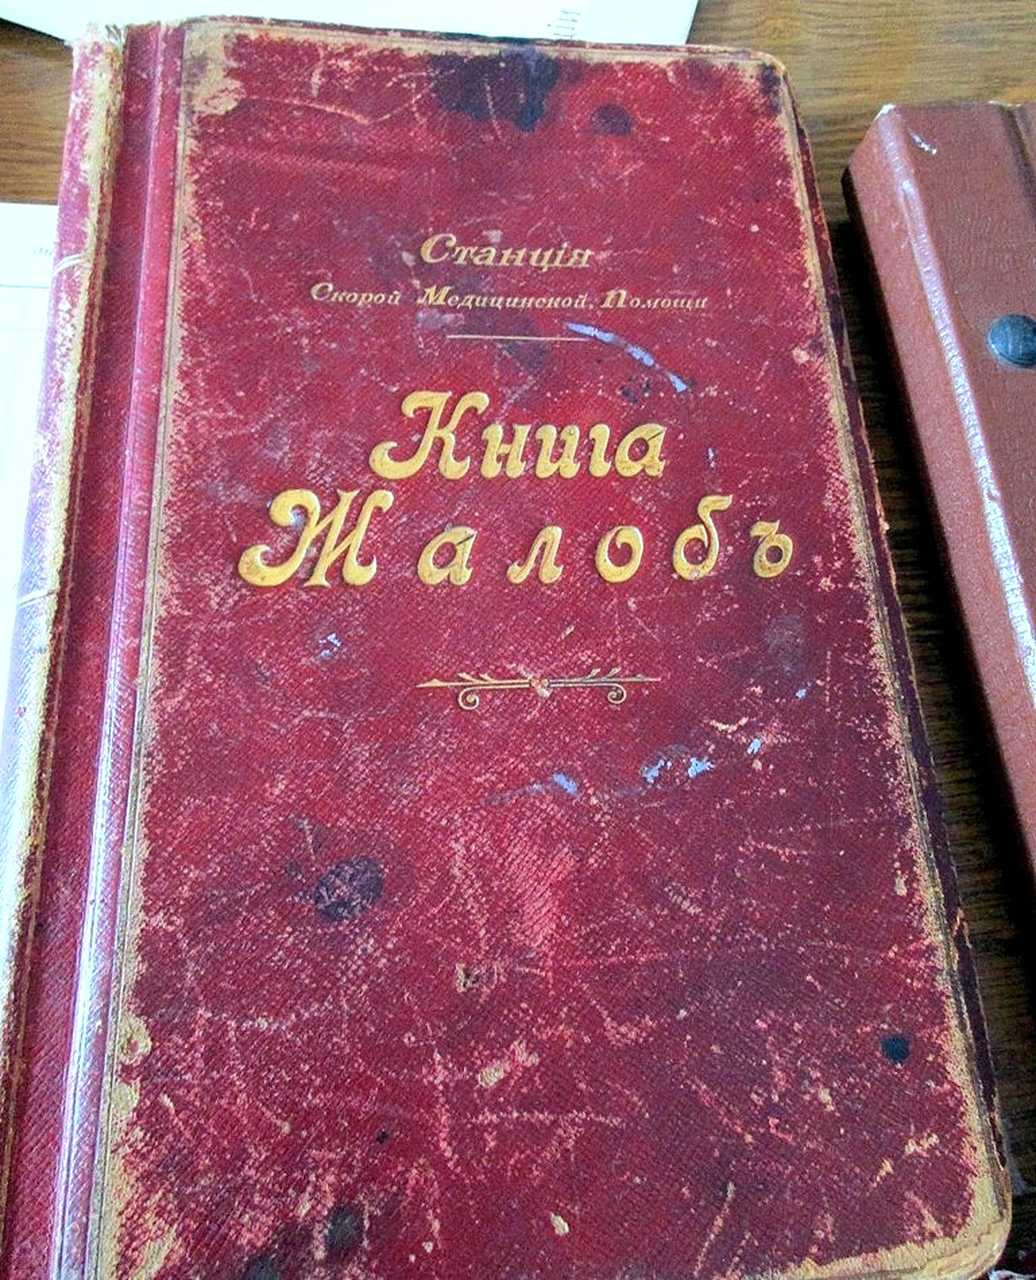 Станція
Скорой Медицинской Помощи
Книга
Жалобъ